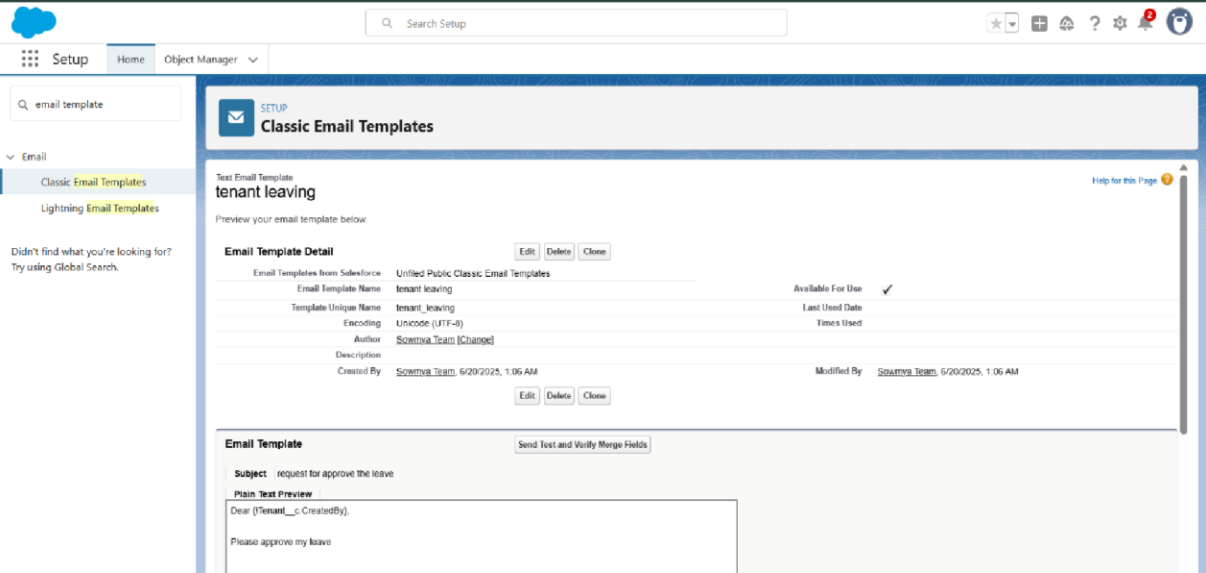 Search Setup
2
Setup
Home
Object Manager
email template
SETUP
Classic Email Templates
Email
Classic Email Templates
Lightning Email Templates
Didn't find what you're looking for?
Try using Global Search.
Text Email Template
tenant leaving
Help for this Page ?
Preview your email template below.
Email Template Detail
Edit Delete Clone
Email Templates from Salesforce Unfiled Public Classic Email Templates
Email Template Name tenant leaving Available For Use ✓
Template Unique Name tenant_leaving Last Used Date
Encoding Unicode (UTF-8) Times Used
Author Sowmya Team [Change]
Description
Created By Sowmya Team, 6/20/2025, 1:06 AM Modified By Sowmya Team, 6/20/2025, 1:06 AM
Edit Delete Clone
Email Template Send Test and Verify Merge Fields
Subject request for approve the leave
Plain Text Preview
Dear {!Tenant__c.CreatedBy},
Please approve my leave